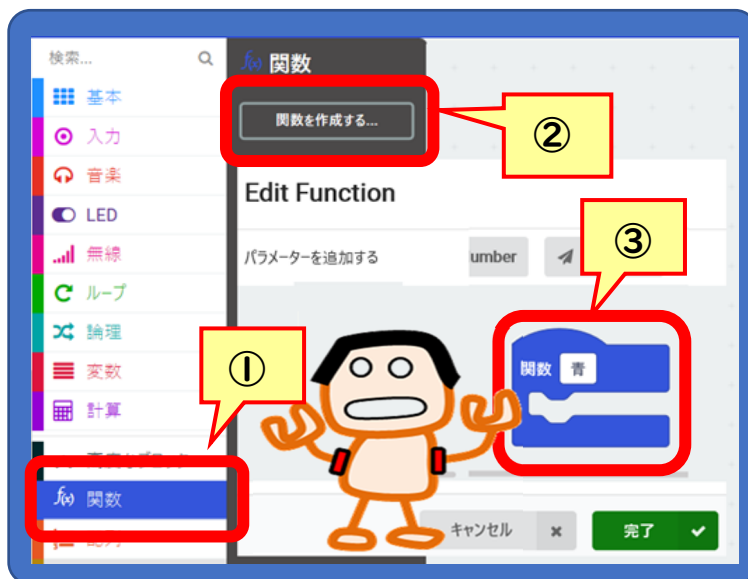 検索...
基本
入力
音楽
LED
無線
ループ
論理
変数
計算
関数
関数
関数を作成する...
②
Edit Function
パラメーターを追加する
umber
③
①
関数 青
キャンセル
完了